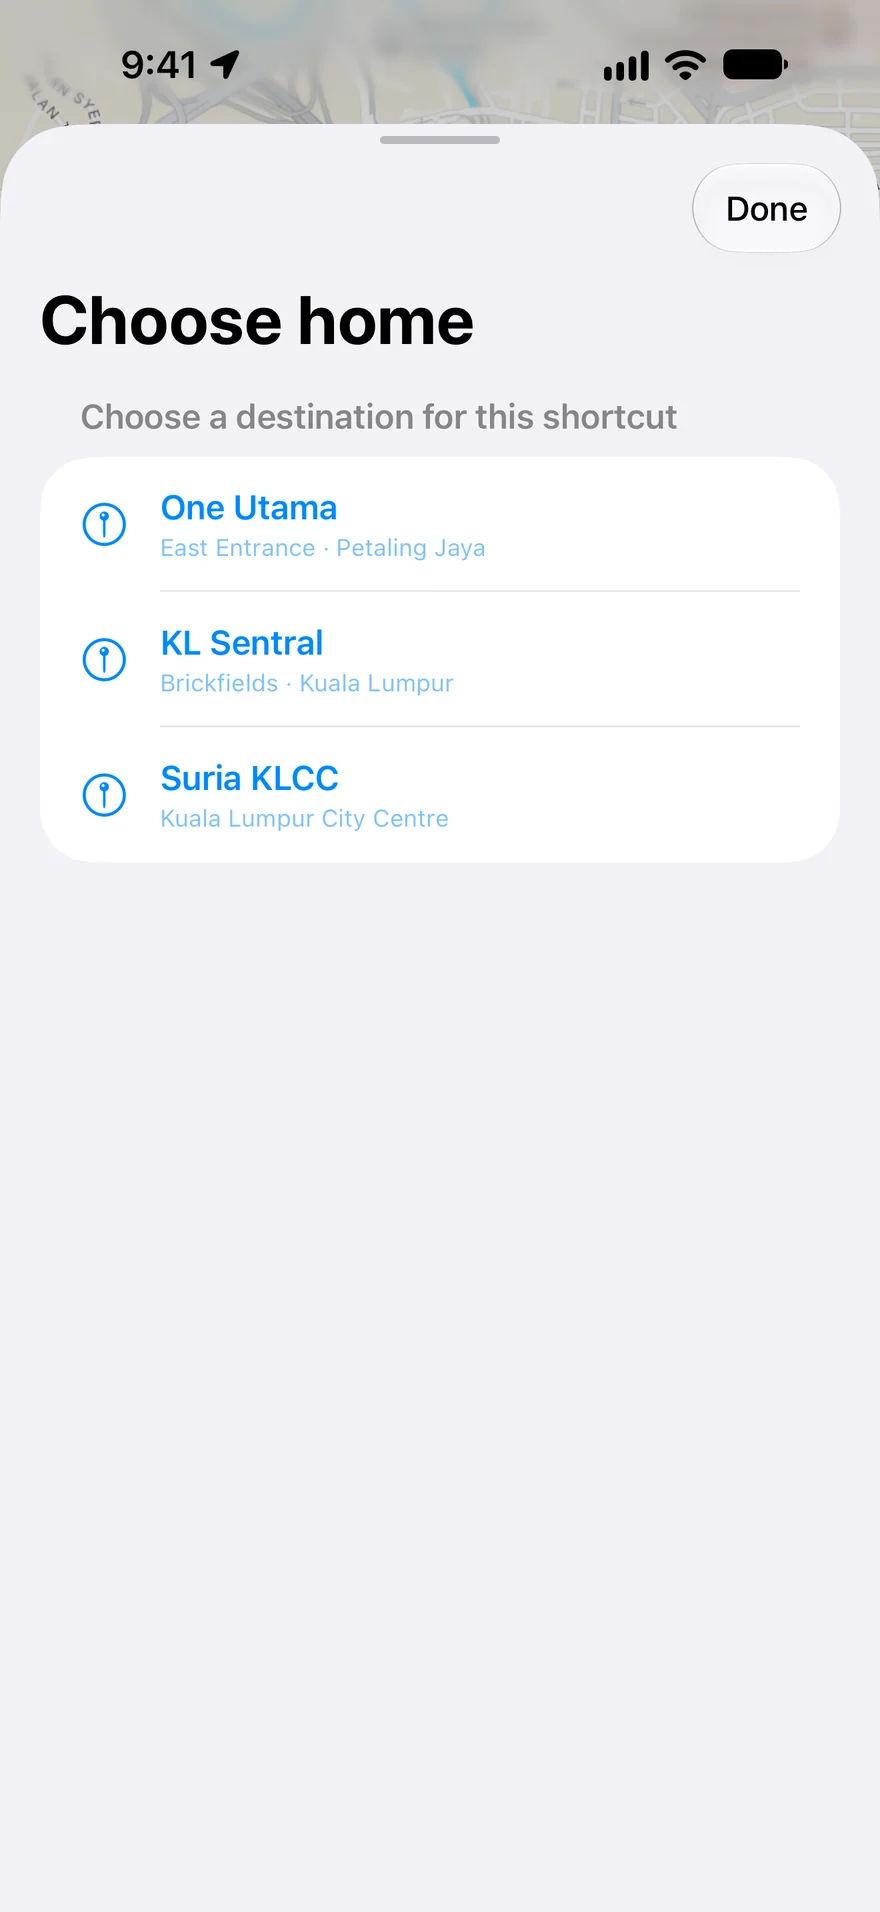 9:41
Done
Choose home
Choose a destination for this shortcut
One Utama
East Entrance · Petaling Jaya
KL Sentral
Brickfields · Kuala Lumpur
Suria KLCC
Kuala Lumpur City Centre